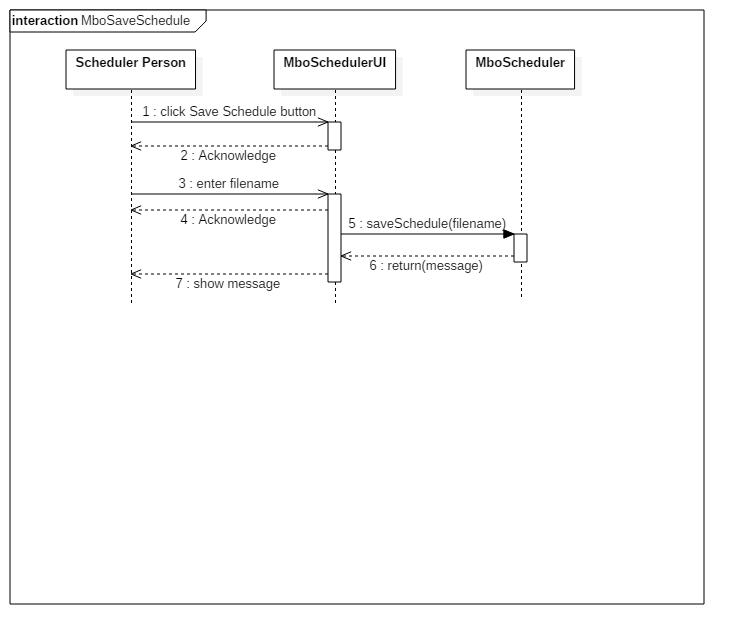 interaction MboSaveSchedule
Scheduler Person
MboSchedulerUI
MboScheduler
1 : click Save Schedule button
2 : Acknowledge
3 : enter filename
4 : Acknowledge
5 : saveSchedule(filename)
6 : return(message)
7 : show message